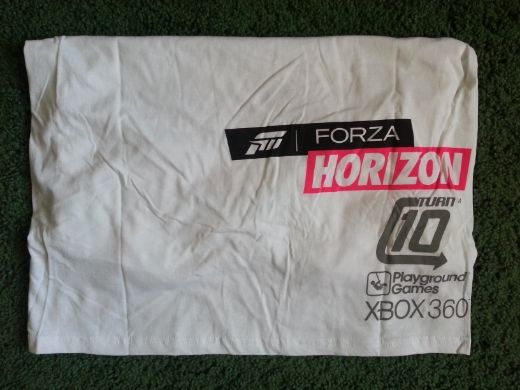 FORZA
HORIZON
TURN
10
Playground
Games
XBOX 360